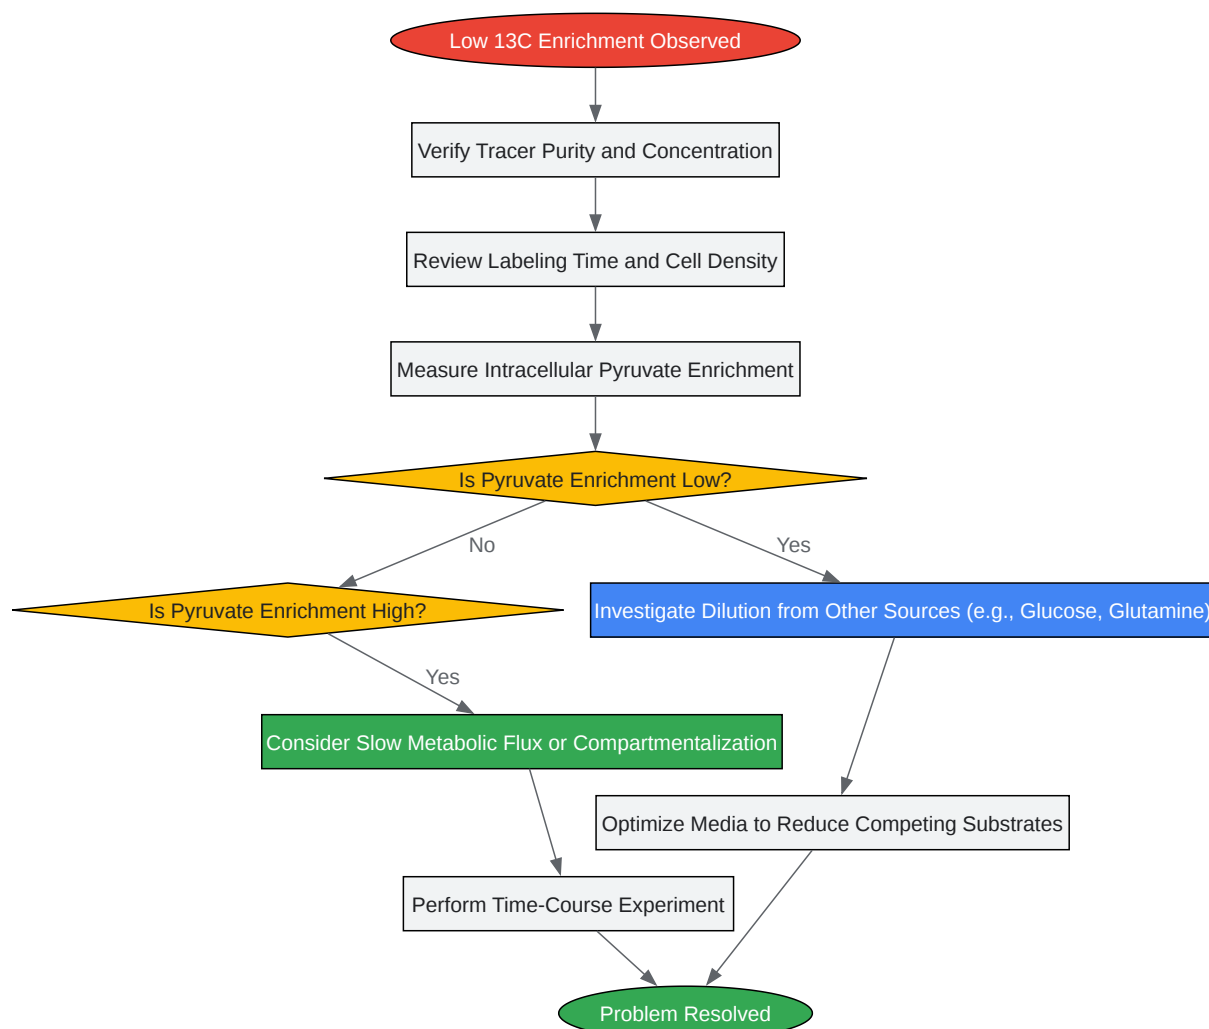 Low 13C Enrichment Observed
Verify Tracer Purity and Concentration
Review Labeling Time and Cell Density
Measure Intracellular Pyruvate Enrichment
Is Pyruvate Enrichment Low?
No
Yes
Is Pyruvate Enrichment High?
Investigate Dilution from Other Sources (e.g., Glucose, Glutamine)
Yes
Consider Slow Metabolic Flux or Compartmentalization
Optimize Media to Reduce Competing Substrates
Perform Time-Course Experiment
Problem Resolved